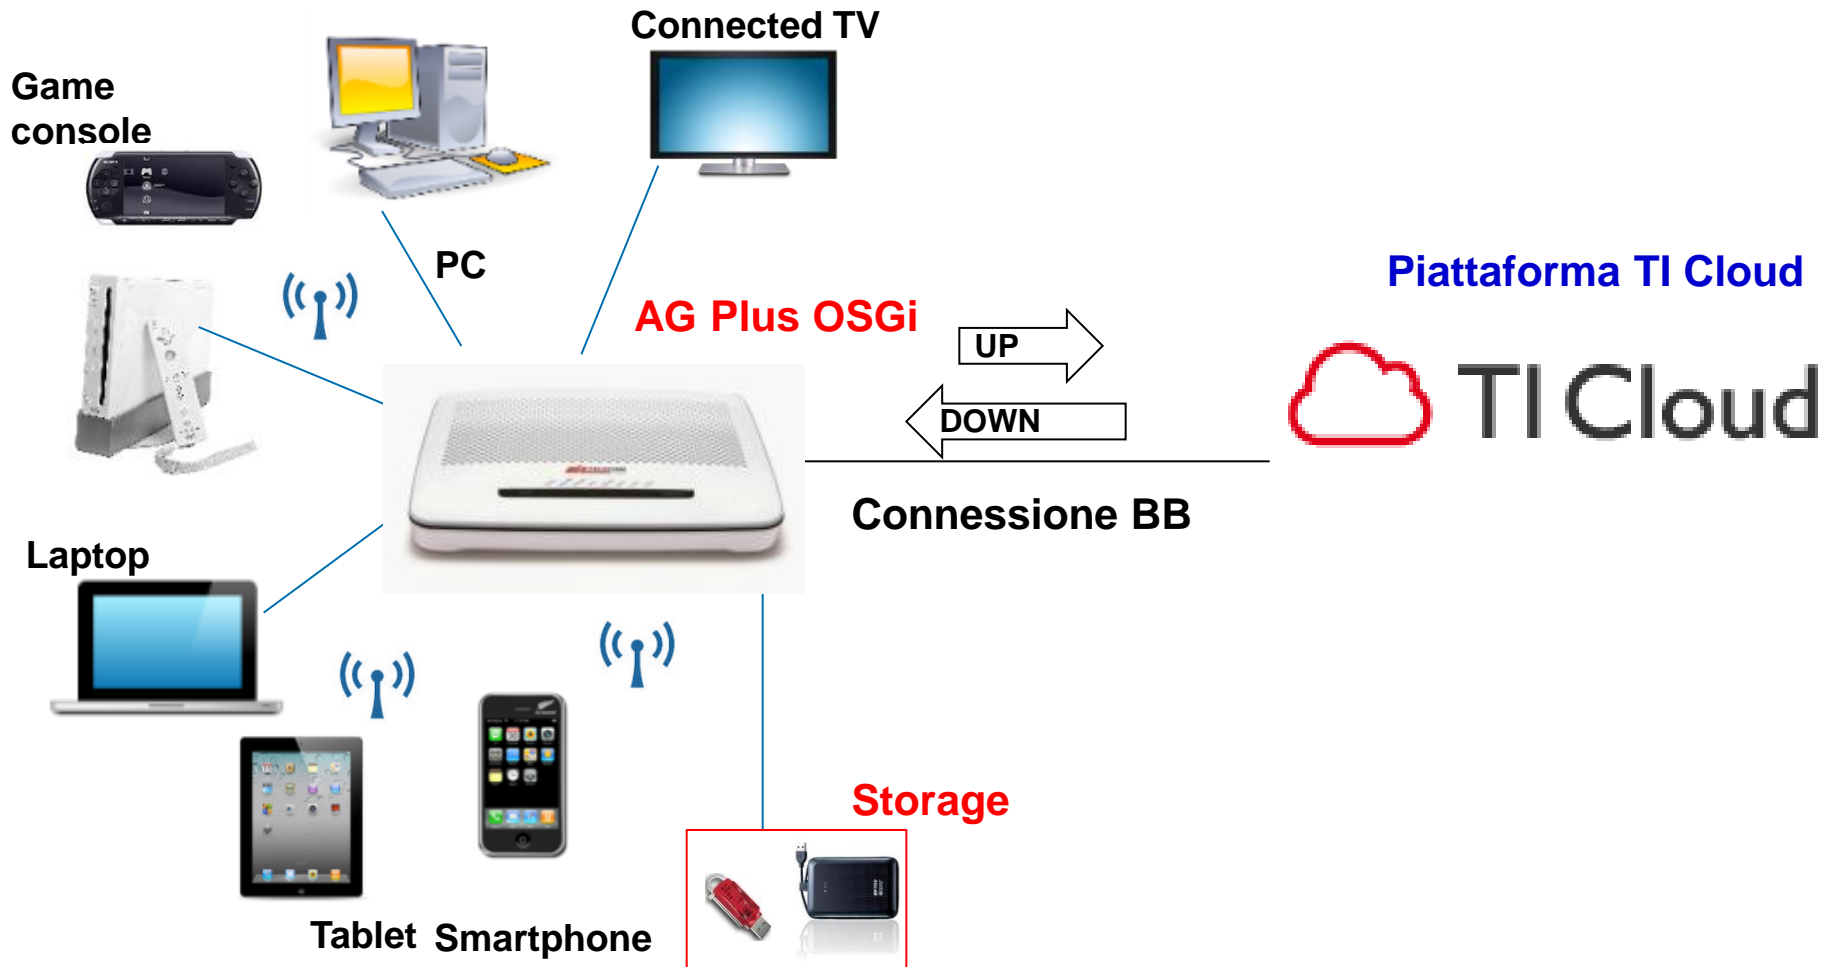 Connected TV
Game
console
PC
Piattaforma TI Cloud
AG Plus OSGi
UP
TI Cloud
DOWN
Connessione BB
Laptop
Storage
Tablet
Smartphone